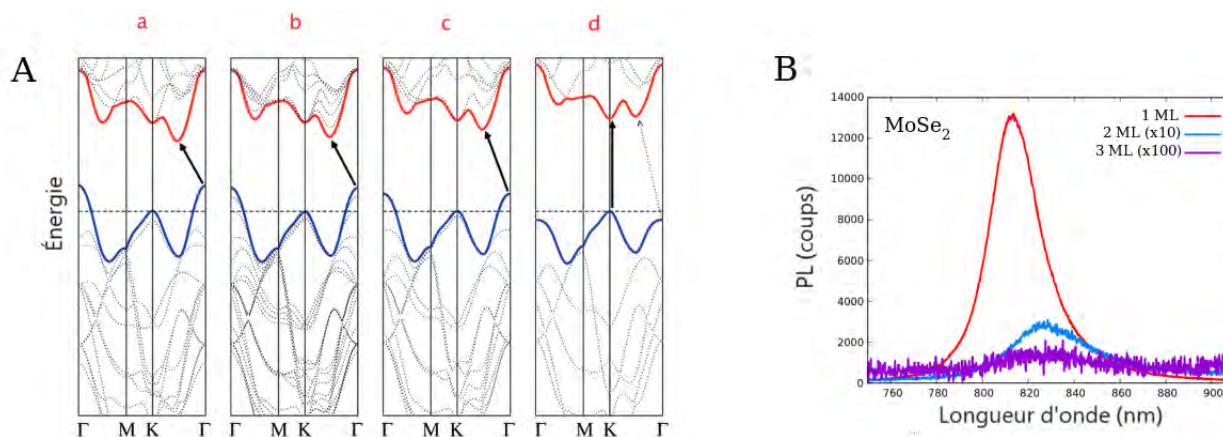 a b c d
A
B
Énergie
Γ M K Γ Γ M K Γ Γ M K Γ Γ M K Γ
MoSe2
1 ML
2 ML (x10)
3 ML (x100)
PL (coups)
14000
12000
10000
8000
6000
4000
2000
0
760 780 800 820 840 860 880 900
Longueur d'onde (nm)